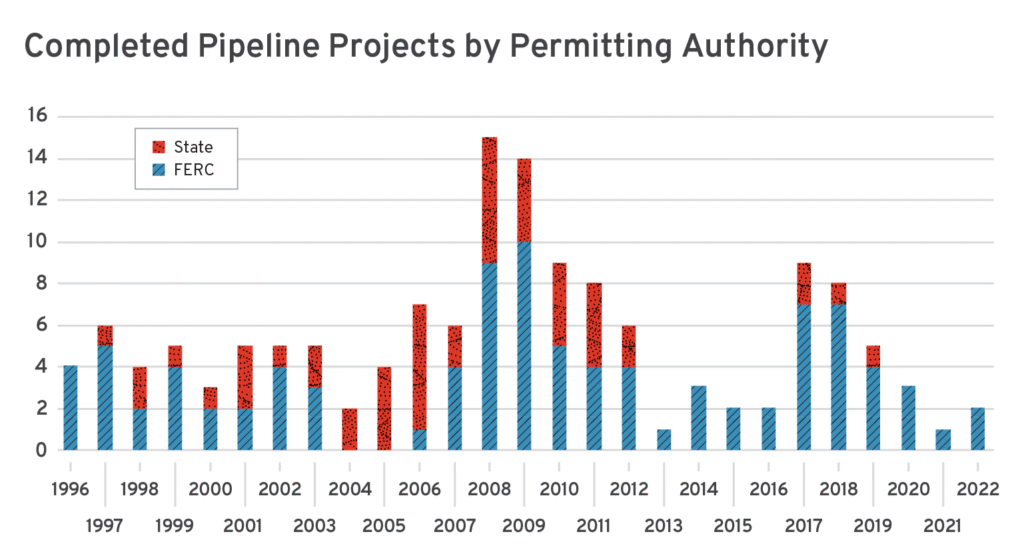 Completed Pipeline Projects by Permitting Authority
16
State
14
FERC
12
10
8
6
4
2
0
1996 1998 2000 2002 2004 2006 2008 2010 2012 2014 2016 2018 2020 2022
1997 1999 2001 2003 2005 2007 2009 2011 2013 2015 2017 2019 2021